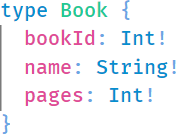 type Book {
  bookId: Int!
  name: String!
  pages: Int!
}